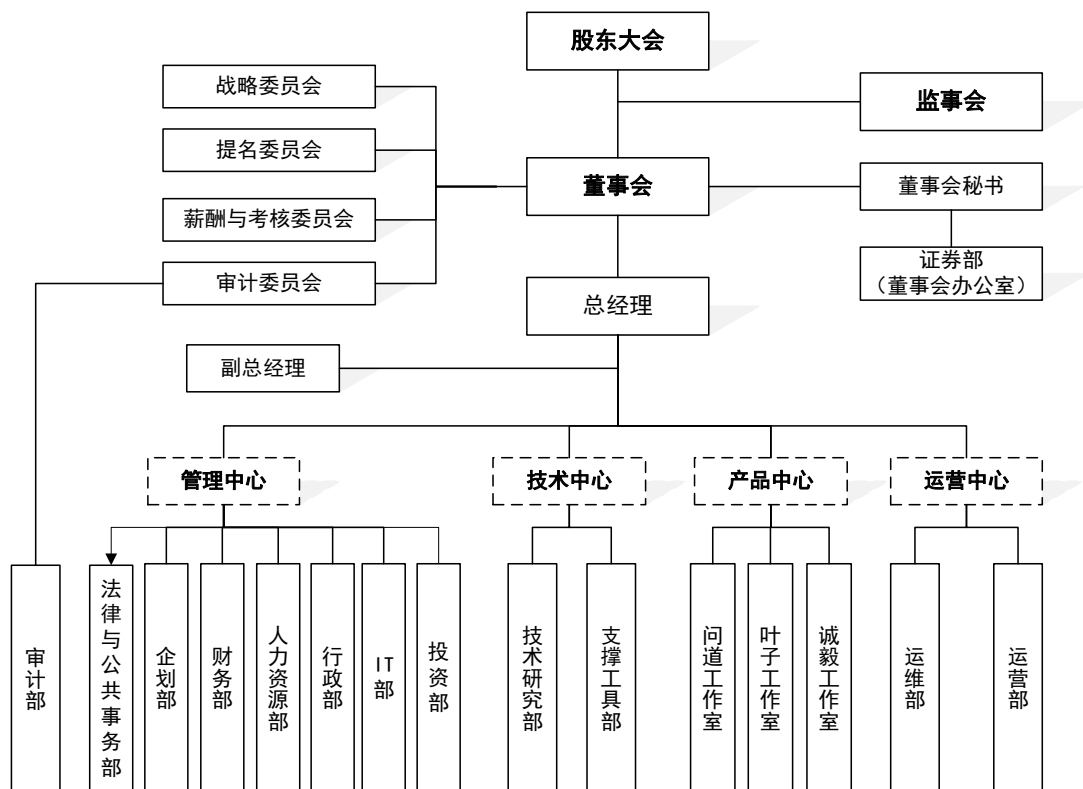 股东大会
战略委员会
监事会
提名委员会
董事会
董事会秘书
薪酬与考核委员会
证券部
（董事会办公室）
审计委员会
总经理
副总经理
管理中心
技术中心
产品中心
运营中心
审计部
法律与公共事务部
企划部
财务部
人力资源部
行政部
IT部
投资部
技术研究部
支撑工具部
问道工作室
叶子工作室
诚毅工作室
运维部
运营部